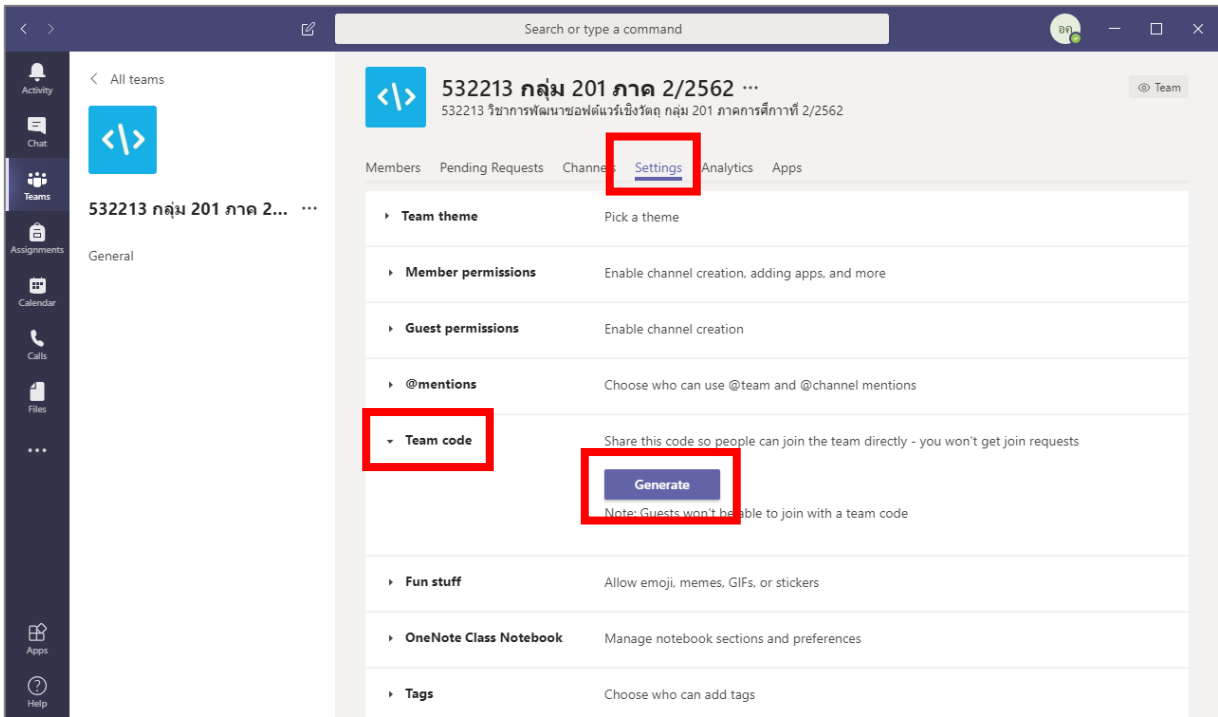 Search or type a command
อค
Activity
Chat
Teams
Assignments
Calendar
Calls
Files
Apps
Help
All teams
532213 กลุ่ม 201 ภาค 2...
General
532213 กลุ่ม 201 ภาค 2/2562
532213 วิชาการพัฒนาซอฟต์แวร์เชิงวัตถุ กลุ่ม 201 ภาคการศึกาาที่ 2/2562
Team
Members Pending Requests Channels Settings Analytics Apps
Team theme Pick a theme
Member permissions Enable channel creation, adding apps, and more
Guest permissions Enable channel creation
@mentions Choose who can use @team and @channel mentions
Team code Share this code so people can join the team directly - you won't get join requests
Generate
Note: Guests won't be able to join with a team code
Fun stuff Allow emoji, memes, GIFs, or stickers
OneNote Class Notebook Manage notebook sections and preferences
Tags Choose who can add tags